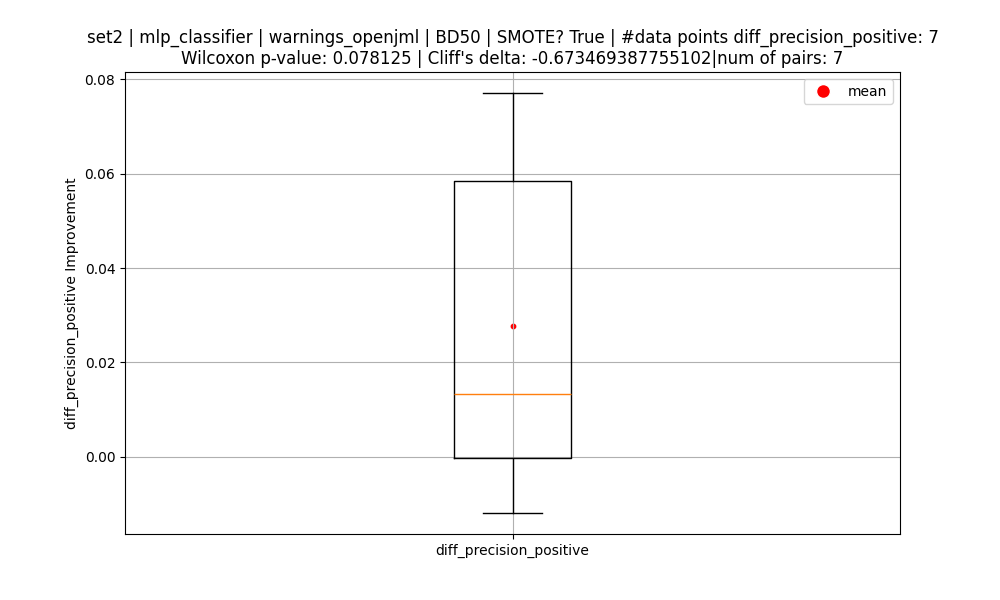 set2 | mlp_classifier | warnings_openjml | BD50 | SMOTE? True | #data points diff_precision_positive: 7
Wilcoxon p-value: 0.078125 | Cliff's delta: -0.673469387755102|num of pairs: 7
mean
0.08
0.06
0.04
0.02
0.00
diff_precision_positive Improvement
diff_precision_positive